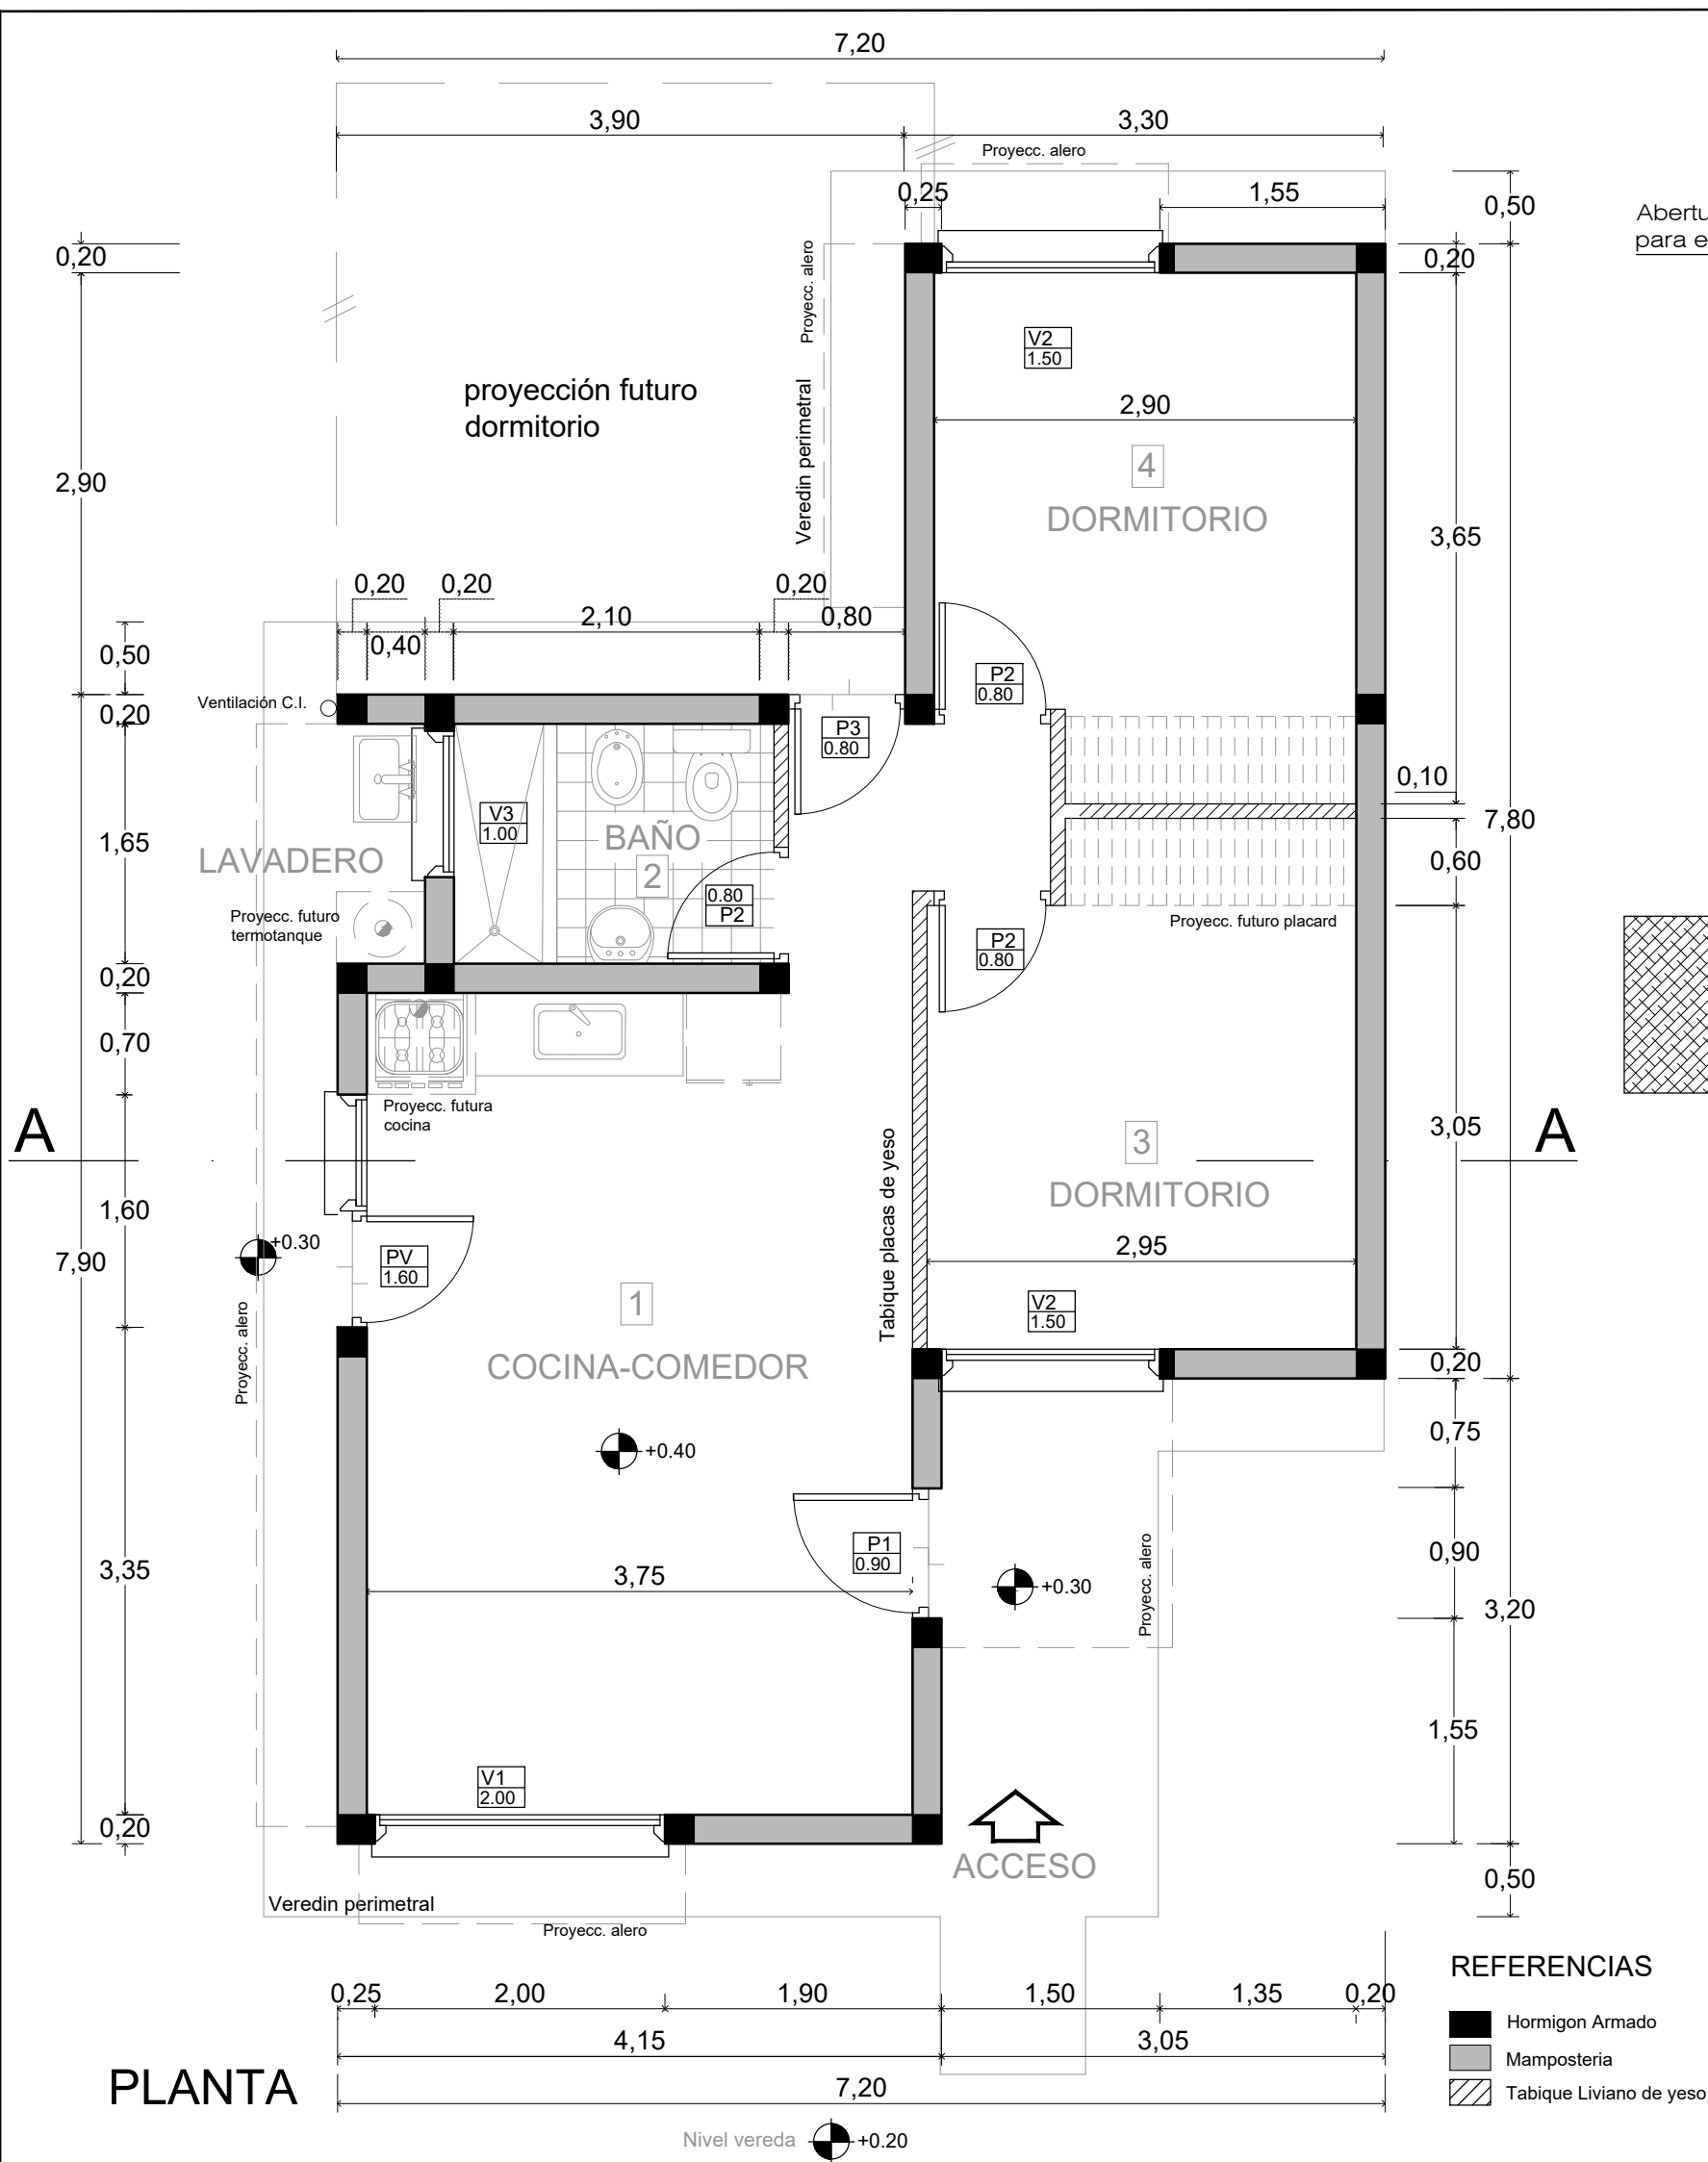 7,20
3,90
3,30
Proyecc. alero
0,25
1,55
0,50
Abertu
para e
0,20
0,20
Proyecc. alero
V2
1.50
proyección futuro
dormitorio
Veredin perimetral
2,90
2,90
4
DORMITORIO
3,65
0,20
0,20
0,20
2,10
0,80
0,40
0,50
P2
0.80
Ventilación C.I.
0,20
P3
0.80
0,10
V3
1.00
BAÑO
2
7,80
1,65
LAVADERO
0,60
0.80
P2
Proyecc. futuro
termotanque
Proyecc. futuro placard
P2
0.80
0,20
0,70
Proyecc. futura
cocina
A
A
3,05
3
DORMITORIO
Tabique placas de yeso
1,60
+0.30
7,90
PV
1.60
2,95
1
COCINA-COMEDOR
V2
1.50
Proyecc. alero
0,20
0,75
+0.40
P1
0.90
0,90
3,35
3,75
+0.30
Proyecc. alero
3,20
1,55
V1
2.00
0,20
ACCESO
0,50
Veredin perimetral
Proyecc. alero
REFERENCIAS
0,25
2,00
1,90
1,50
1,35
0,20
Hormigon Armado
4,15
3,05
Mamposteria
PLANTA
7,20
Tabique Liviano de yeso
Nivel vereda
+0.20